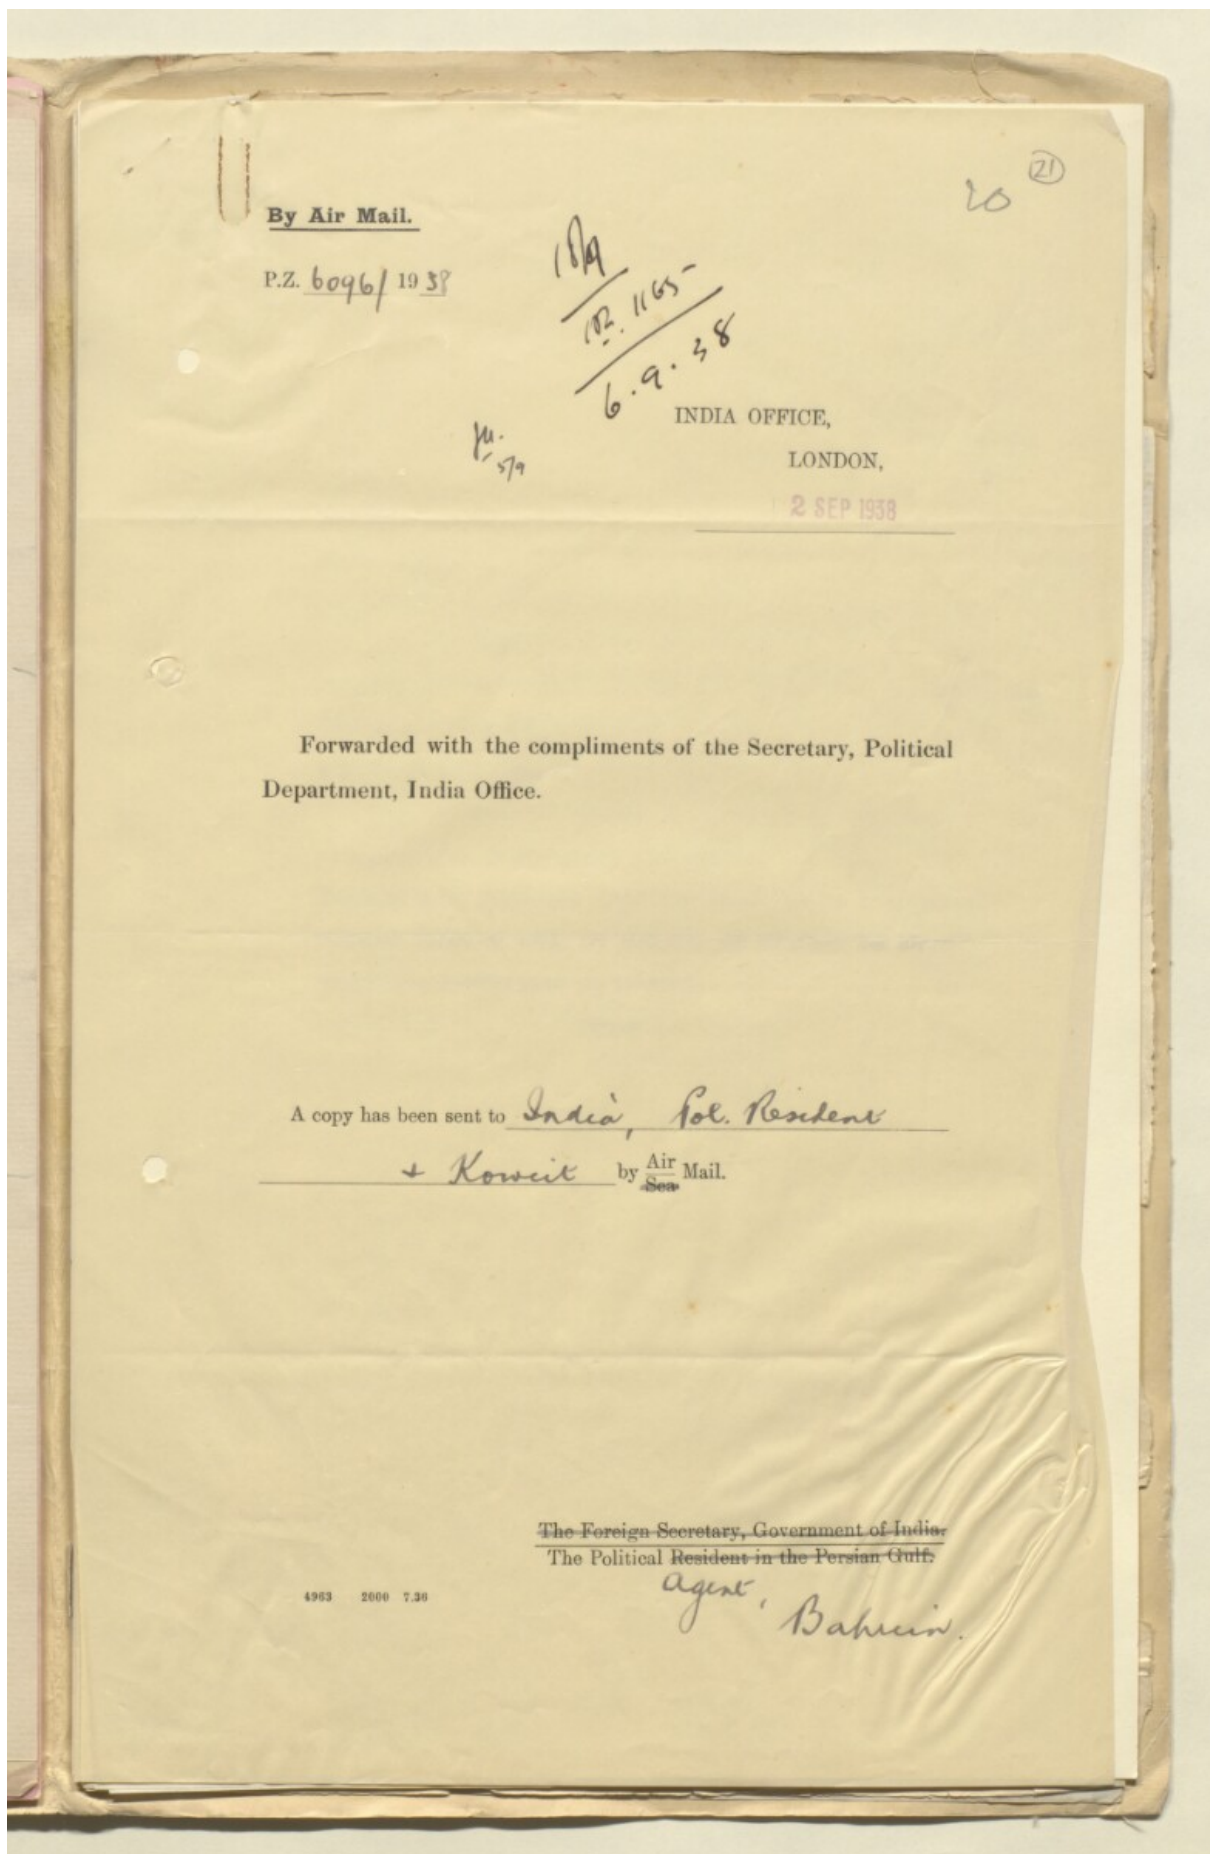 21
20
By Air Mail.
P.Z. 6096/ 1938
1165
6.9.38
5/9
INDIA OFFICE,
LONDON,
2 SEP 1938
Forwarded with the compliments of the Secretary, Political
Department, India Office.
A copy has been sent to India, Pol. Resident
+ Koweit by Air Mail.
Sea
The Foreign Secretary, Government of India.
The Political Resident in the Persian Gulf.
Agent,
Bahrein.
4963 2000 7.36